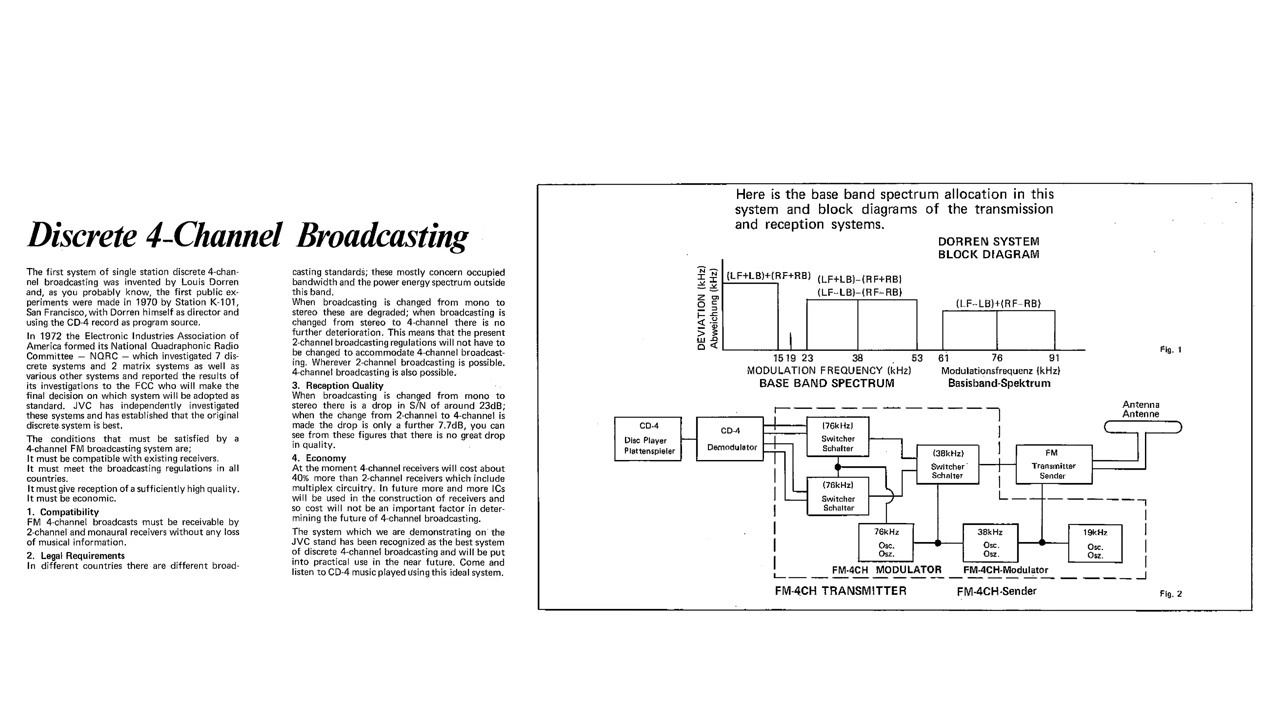 Discrete 4-Channel Broadcasting
The first system of single station discrete 4-chan-
nel broadcasting was invented by Louis Dorren
and, as you probably know, the first public ex-
periments were made in 1970 by Station K-101,
San Francisco, with Dorren himself as director and
using the CD-4 record as program source.
In 1972 the Electronic Industries Association of
America formed its National Quadraphonic Radio
Committee — NQRC — which investigated 7 dis-
crete systems and 2 matrix systems as well as
various other systems and reported the results of
its investigations to the FCC who will make the
final decision on which system will be adopted as
standard. JVC has independently investigated
these systems and has established that the original
discrete system is best.
The conditions that must be satisfied by a
4-channel FM broadcasting system are;
It must be compatible with existing receivers.
It must meet the broadcasting regulations in all
countries.
It must give reception of a sufficiently high quality.
It must be economic.
1. Compatibility
FM 4-channel broadcasts must be receivable by
2-channel and monaural receivers without any loss
of musical information.
2. Legal Requirements
In different countries there are different broad-
casting standards; these mostly concern occupied
bandwidth and the power energy spectrum outside
this band.
When broadcasting is changed from mono to
stereo these are degraded; when broadcasting is
changed from stereo to 4-channel there is no
further deterioration. This means that the present
2-channel broadcasting regulations will not have to
be changed to accommodate 4-channel broadcast-
ing. Wherever 2-channel broadcasting is possible.
4-channel broadcasting is also possible.
3. Reception Quality
When broadcasting is changed from mono to
stereo there is a drop in S/N of around 23dB;
when the change from 2-channel to 4-channel is
made the drop is only a further 7.7dB, you can
see from these figures that there is no great drop
in quality.
4. Economy
At the moment 4-channel receivers will cost about
40% more than 2-channel receivers which include
multiplex circuitry. In future more and more ICs
will be used in the construction of receivers and
so cost will not be an important factor in deter-
mining the future of 4-channel broadcasting.
The system which we are demonstrating on the
JVC stand has been recognized as the best system
of discrete 4-channel broadcasting and will be put
into practical use in the near future. Come and
listen to CD-4 music played using this ideal system.
Here is the base band spectrum allocation in this
system and block diagrams of the transmission
and reception systems.
DORREN SYSTEM
BLOCK DIAGRAM
DEVIATION (kHz)
Abweichung (kHz)
(LF+LB)+(RF+RB)
(LF+LB)−(RF+RB)
(LF−LB)−(RF−RB)
(LF−LB)+(RF−RB)
15 19 23 38 53 61 76 91
MODULATION FREQUENCY (kHz)
BASE BAND SPECTRUM
Modulationsfrequenz (kHz)
Basisband-Spektrum
Fig. 1
Antenna
Antenne
CD-4
Disc Player
Plattenspieler
CD-4
Demodulator
(76kHz)
Switcher
Schalter
(76kHz)
Switcher
Schalter
(38kHz)
Switcher
Schalter
FM
Transmitter
Sender
76kHz
Osc.
Osz.
38kHz
Osc.
Osz.
19kHz
Osc.
Osz.
FM-4CH MODULATOR
FM-4CH-Modulator
FM-4CH TRANSMITTER
FM-4CH-Sender
Fig. 2